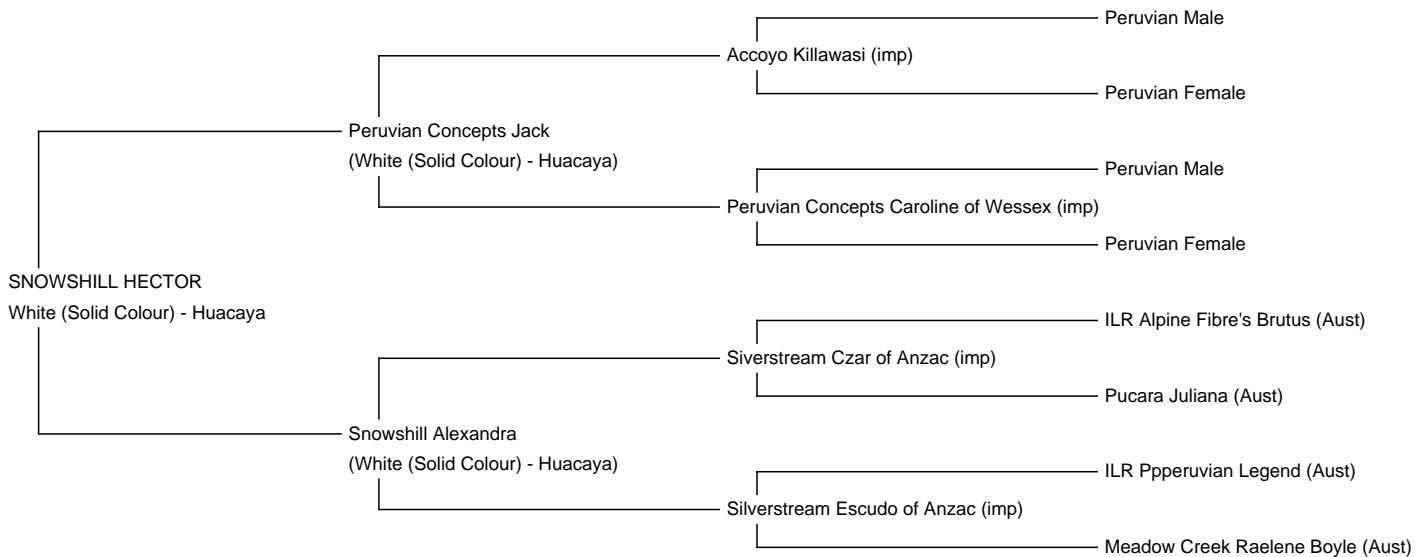 Peruvian Male
Accoyo Killawasi (imp)
Peruvian Female
Peruvian Concepts Jack
(White (Solid Colour) - Huacaya)
Peruvian Male
Peruvian Concepts Caroline of Wessex (imp)
Peruvian Female
SNOWSHILL HECTOR
White (Solid Colour) - Huacaya
ILR Alpine Fibre's Brutus (Aust)
Siverstream Czar of Anzac (imp)
Pucara Juliana (Aust)
Snowshill Alexandra
(White (Solid Colour) - Huacaya)
ILR Ppperuvian Legend (Aust)
Silverstream Escudo of Anzac (imp)
Meadow Creek Raelene Boyle (Aust)